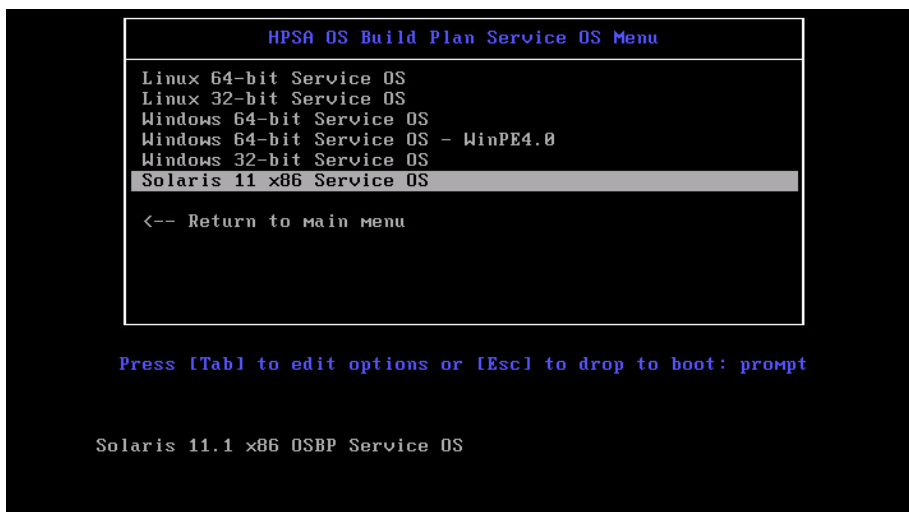 HPSA OS Build Plan Service OS Menu
Linux 64-bit Service OS
Linux 32-bit Service OS
Windows 64-bit Service OS
Windows 64-bit Service OS - WinPE4.0
Windows 32-bit Service OS
Solaris 11 x86 Service OS
<-- Return to main menu
Press [Tab] to edit options or [Esc] to drop to boot: prompt
Solaris 11.1 x86 OSBP Service OS